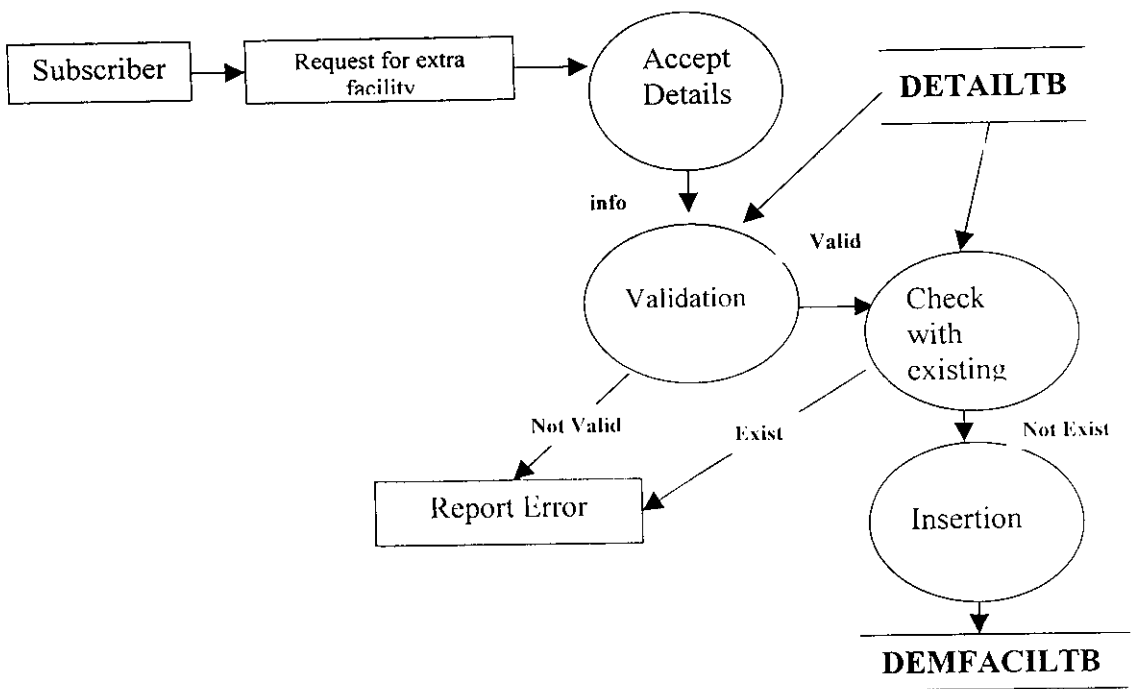 Subscriber
Request for extra
facility
Accept
Details
DETAILTB
info
Valid
Validation
Check
with
existing
Not Valid
Exist
Not Exist
Report Error
Insertion
DEMFACILTB